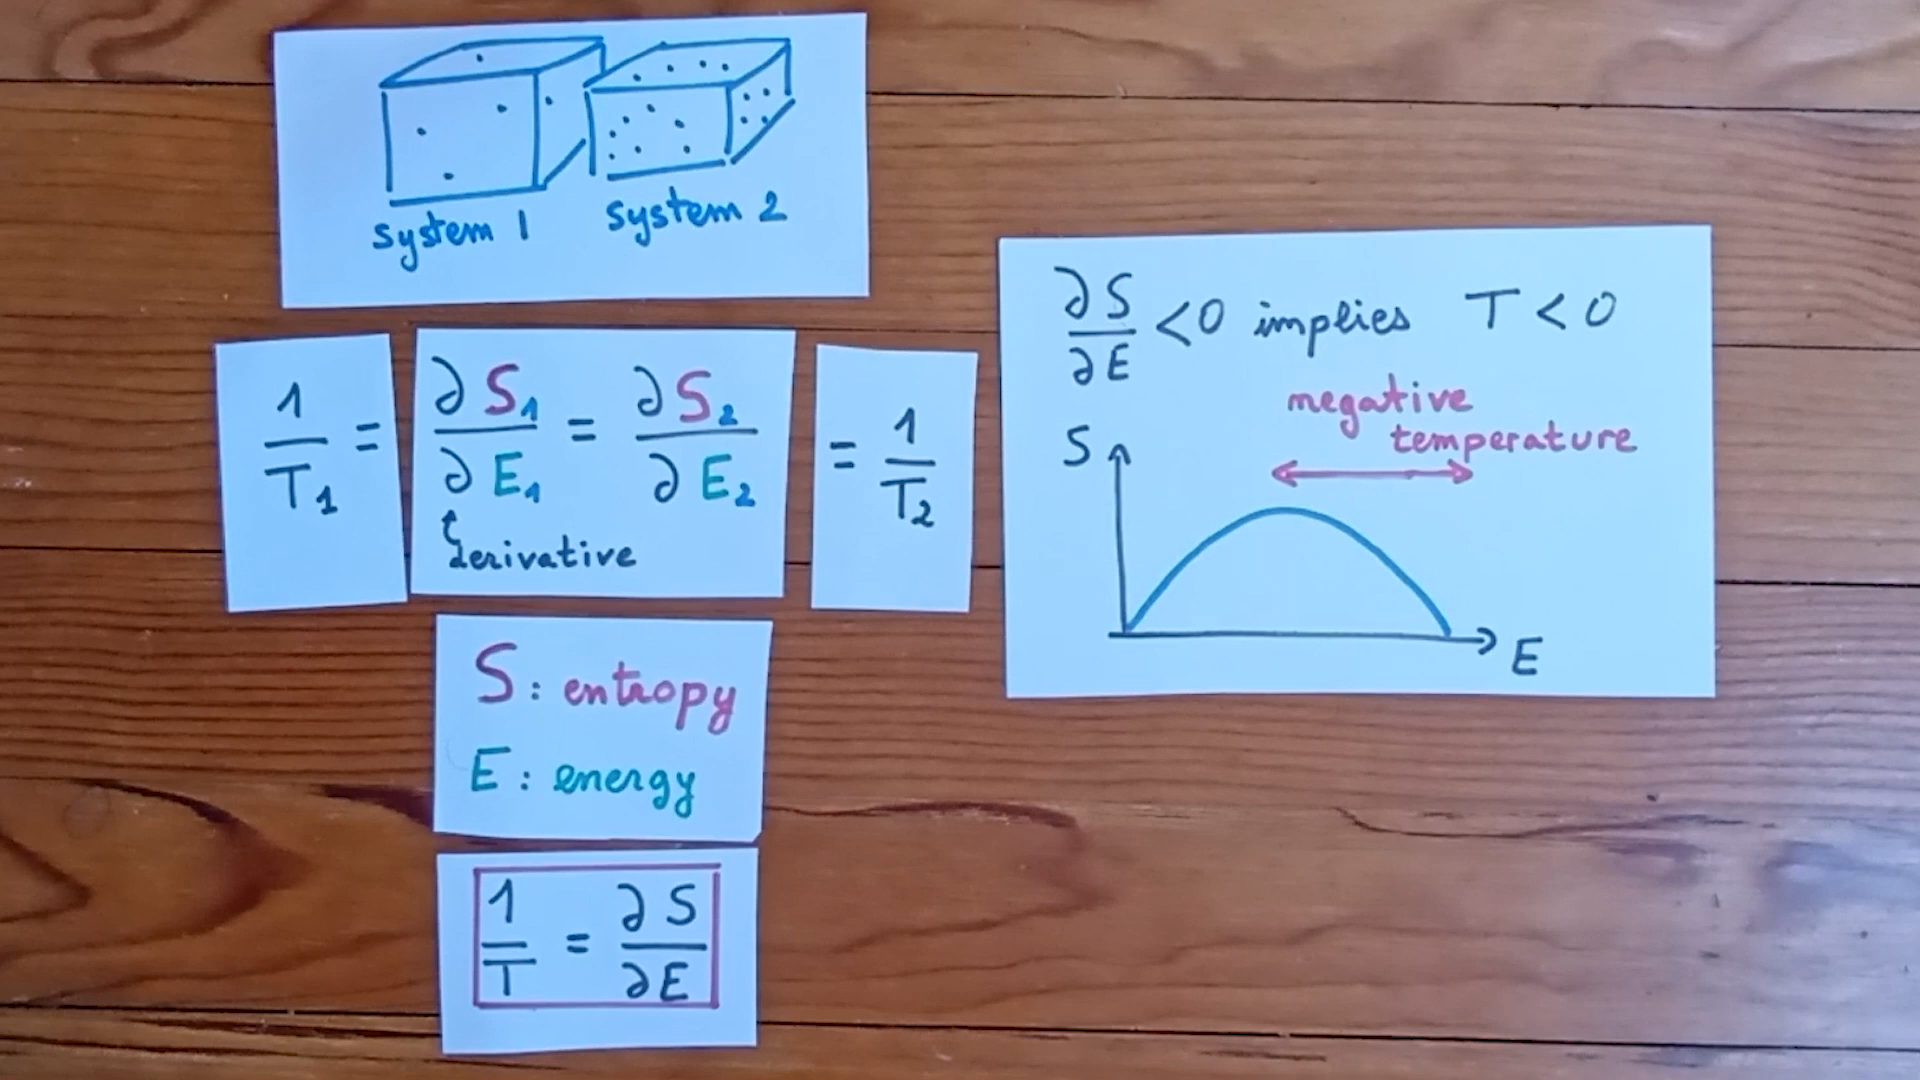 system 1 system 2
1/T₁ = ∂S₁/∂E₁ = ∂S₂/∂E₂ = 1/T₂
derivative
S: entropy
E: energy
1/T = ∂S/∂E
∂S/∂E < 0 implies T < 0
negative
temperature
S
E